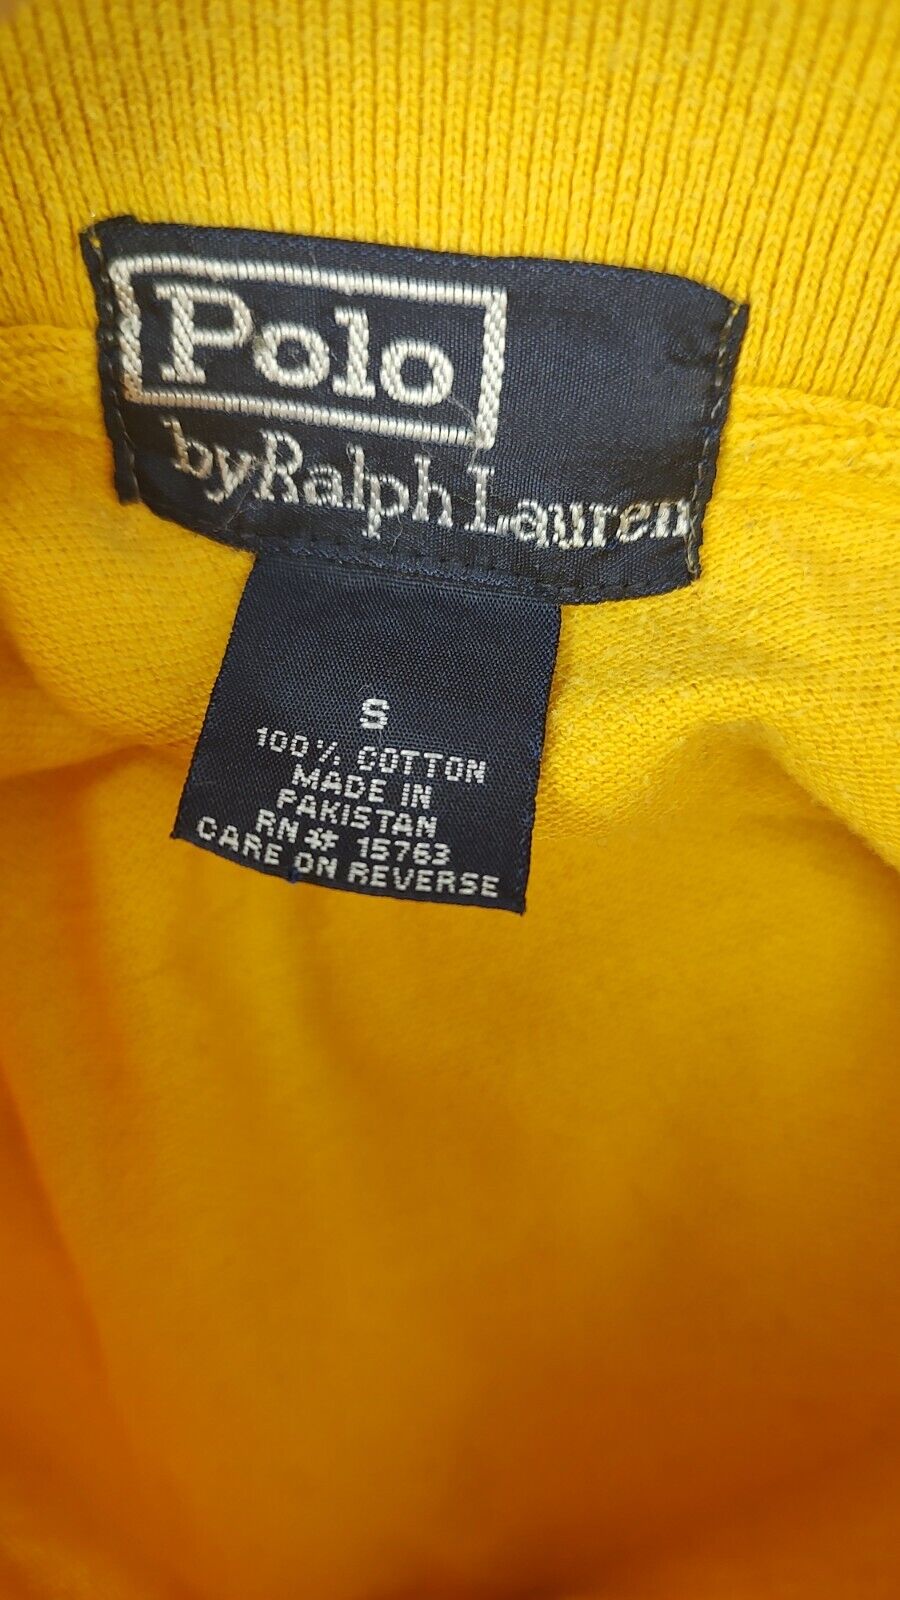 Polo
by Ralph Lauren
S
100% COTTON
MADE IN
PAKISTAN
RN # 15763
CARE ON REVERSE